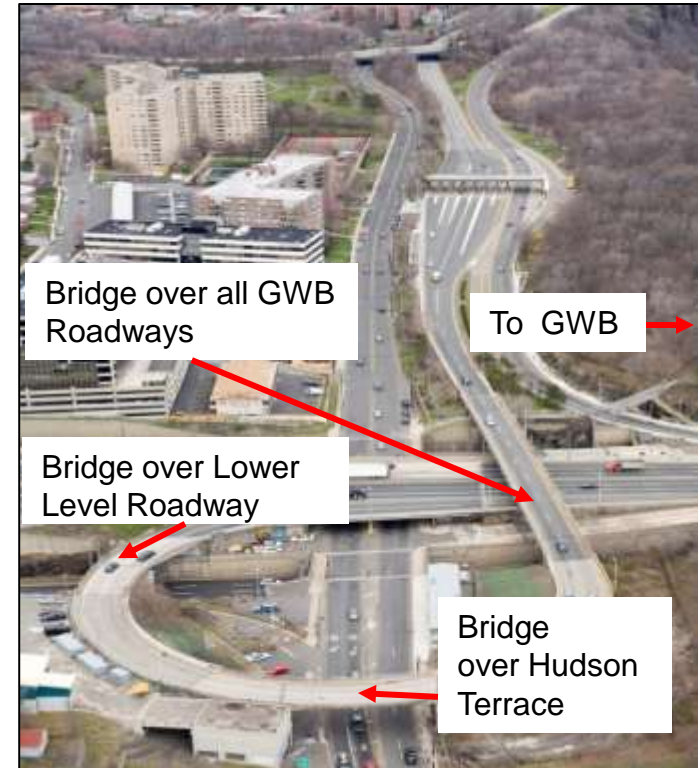 Bridge over all GWB
Roadways
To GWB
Bridge over Lower
Level Roadway
Bridge
over Hudson
Terrace